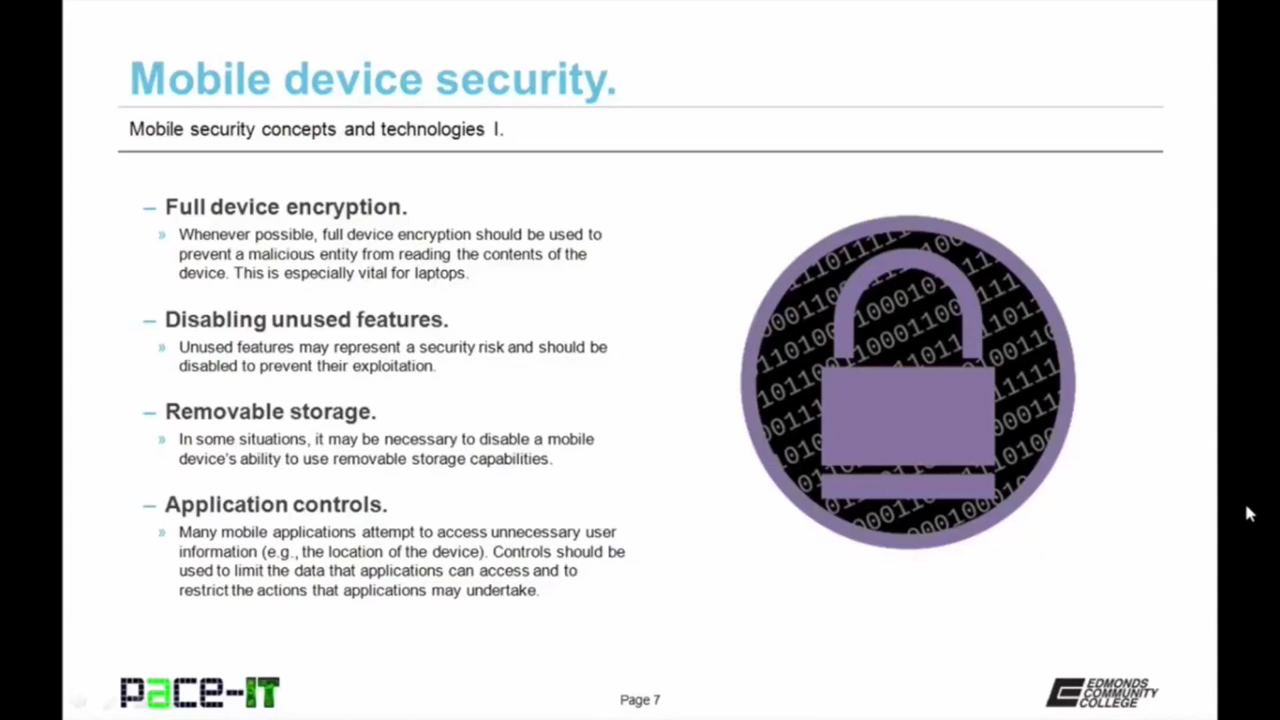 Mobile device security.
Mobile security concepts and technologies I.
– Full device encryption.
» Whenever possible, full device encryption should be used to
prevent a malicious entity from reading the contents of the
device. This is especially vital for laptops.
– Disabling unused features.
» Unused features may represent a security risk and should be
disabled to prevent their exploitation.
– Removable storage.
» In some situations, it may be necessary to disable a mobile
device's ability to use removable storage capabilities.
– Application controls.
» Many mobile applications attempt to access unnecessary user
information (e.g., the location of the device). Controls should be
used to limit the data that applications can access and to
restrict the actions that applications may undertake.
pace-IT
Page 7
EDMONDS
COMMUNITY
COLLEGE